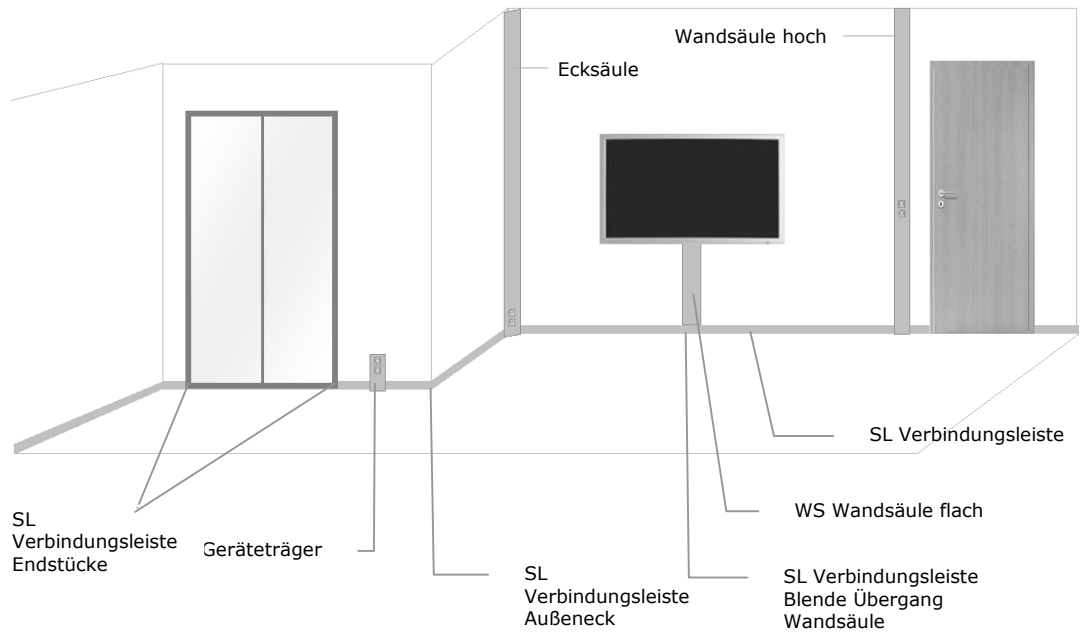 Wandsäule hoch
Ecksäule
SL Verbindungsleiste
WS Wandsäule flach
SL
Verbindungsleiste
Endstücke
Geräteträger
SL
Verbindungsleiste
Außeneck
SL Verbindungsleiste
Blende Übergang
Wandsäule